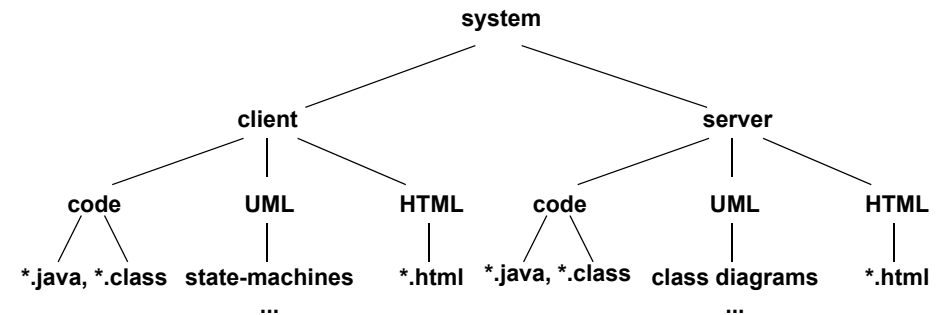 system
client server
code UML HTML code UML HTML
*.java, *.class state-machines *.html *.java, *.class class diagrams *.html
... ...